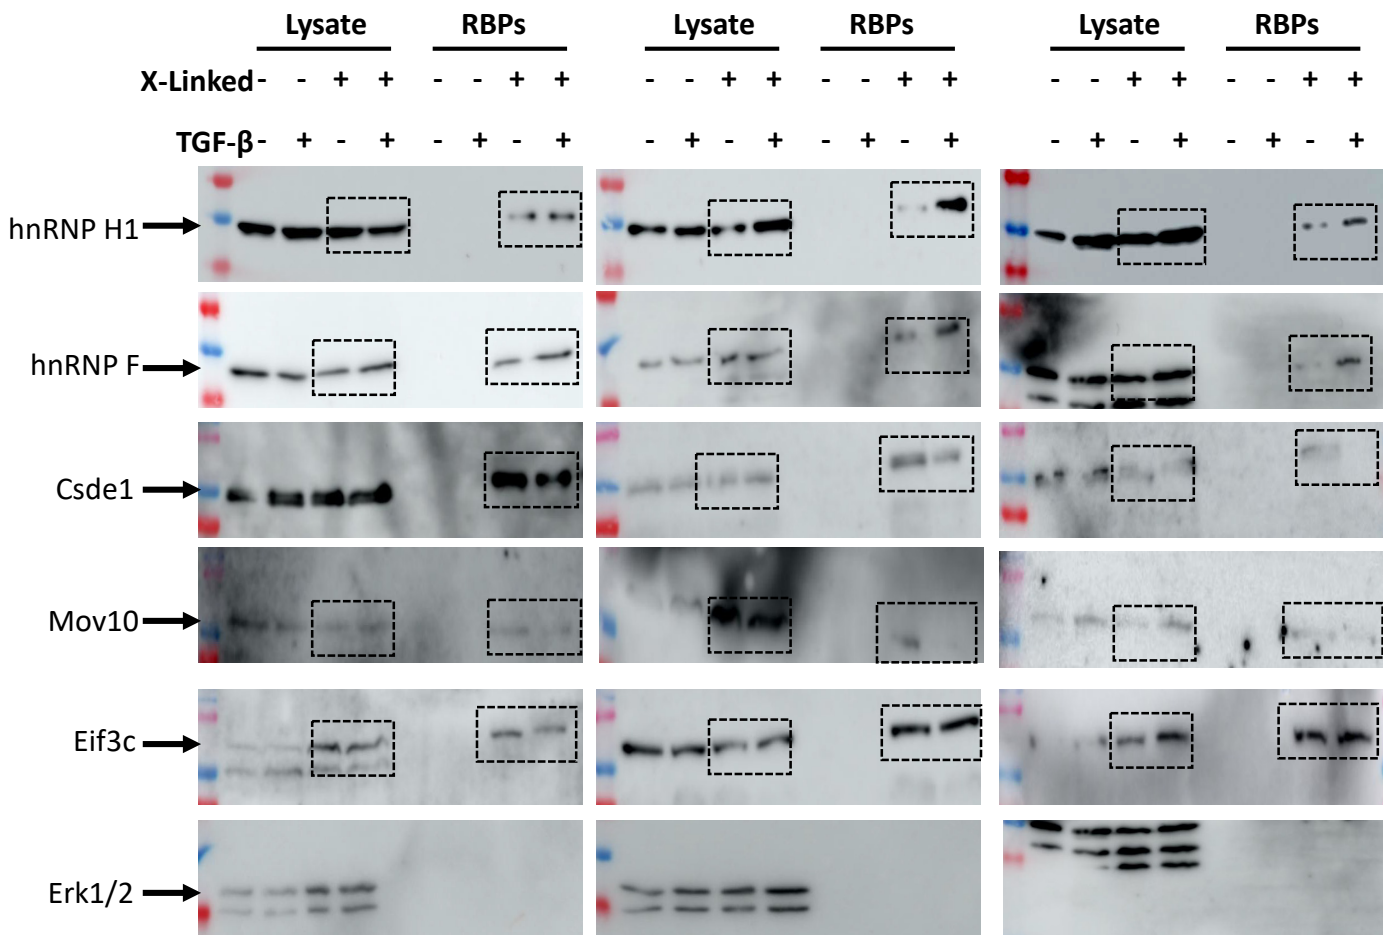 Lysate RBPs Lysate RBPs Lysate RBPs
X-Linked - - + + - - + + - - + + - - + + - - + + - - + +
TGF-β - + - + - + - + - + - + - + - + - + - + - + - +
hnRNP H1
hnRNP F
Csde1
Mov10
Eif3c
Erk1/2